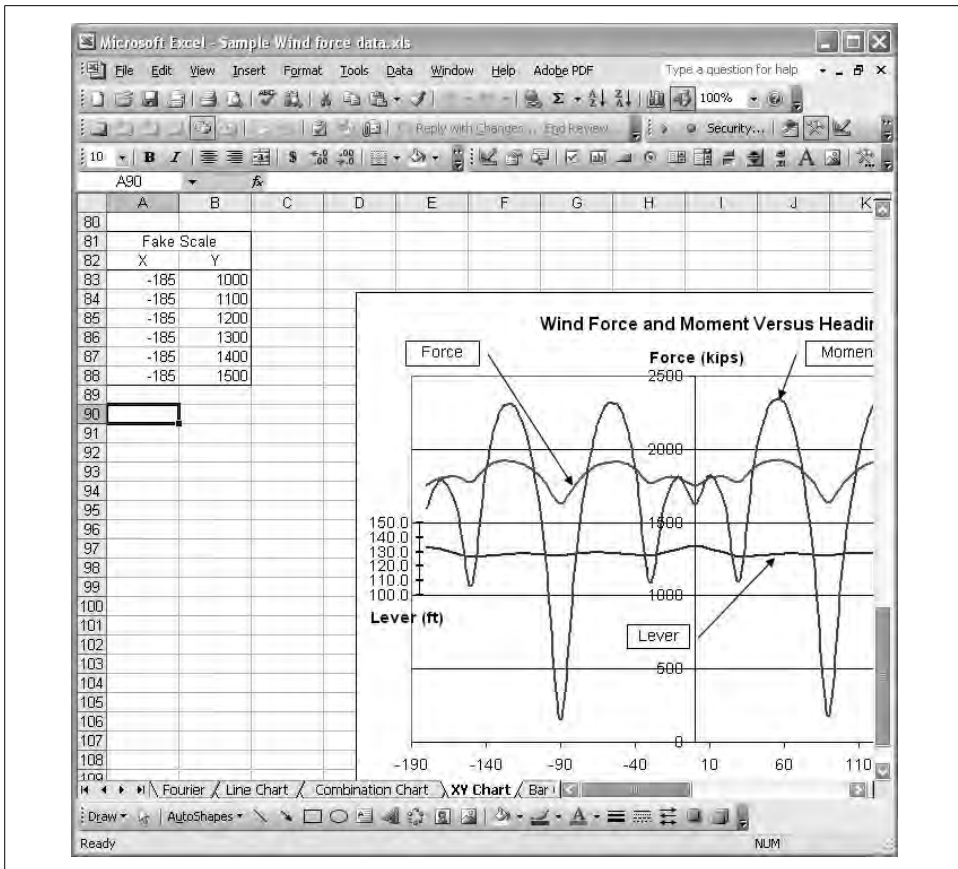 Microsoft Excel - Sample Wind force data.xls
File Edit View Insert Format Tools Data Window Help Adobe PDF Type a question for help
100%
Reply with Changes... End Review... Security...
10 B I $ A
A90 fx
A B C D E F G H I J K
80
81 Fake Scale
82 X Y
83 -185 1000
84 -185 1100
85 -185 1200
86 -185 1300
87 -185 1400
88 -185 1500
89
90
91
92
93
94
95
96
97
98
99
100
101
102
103
104
105
106
107
108
109
Wind Force and Moment Versus Headin
Force
Force (kips)
Momen
2500
2000
1500
1000
500
0
150.0
140.0
130.0
120.0
110.0
100.0
Lever (ft)
Lever
-190 -140 -90 -40 10 60 110
Fourier Line Chart Combination Chart XY Chart Bar
Draw AutoShapes A
Ready NUM